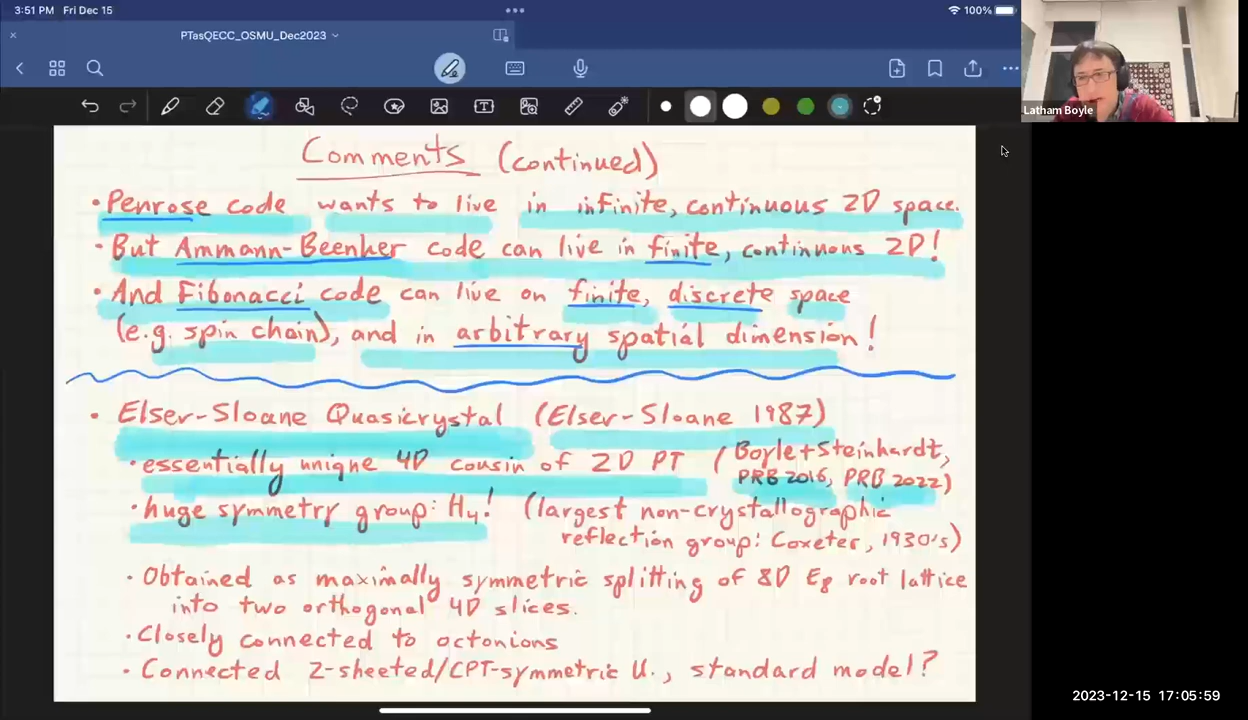 3:51 PM Fri Dec 15
100%
PTasQECC_OSMU_Dec2023
Latham Boyle
Comments (continued)
• Penrose code wants to live in infinite, continuous 2D space.
• But Ammann-Beenker code can live in finite, continuous 2D!
• And Fibonacci code can live on finite, discrete space
(e.g. spin chain), and in arbitrary spatial dimension!
• Elser-Sloane Quasicrystal (Elser-Sloane 1987)
• essentially unique 4D cousin of 2D PT (Boyle+Steinhardt,
PRB 2016, PRB 2022)
• huge symmetry group: H4! (largest non-crystallographic
reflection group: Coxeter, 1930's)
• Obtained as maximally symmetric splitting of 8D E8 root lattice
into two orthogonal 4D slices.
• Closely connected to octonions
• Connected 2-sheeted/CPT-symmetric U., standard model?
2023-12-15 17:05:59